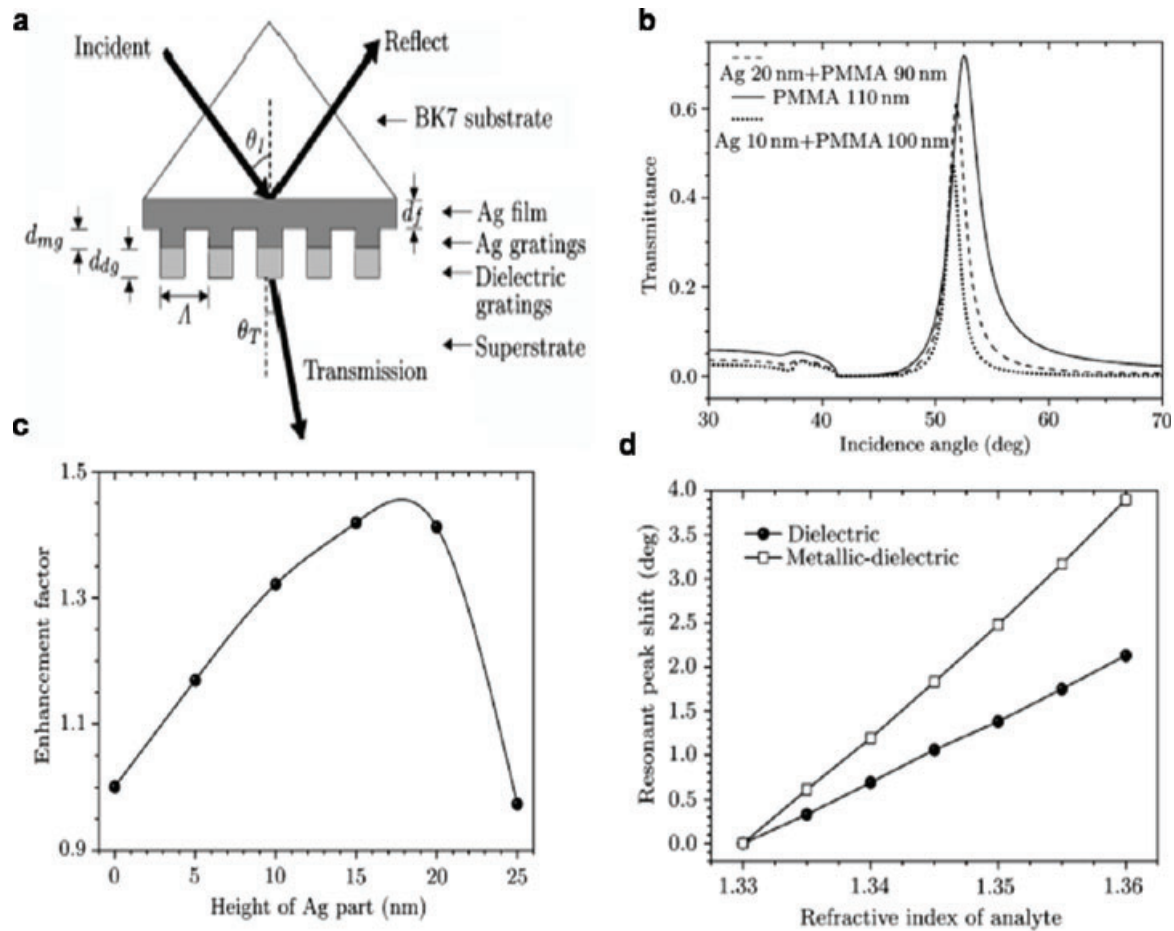 a
Incident
Reflect
BK7 substrate
θ_l
d_f
Ag film
d_mg
Ag gratings
d_dg
Dielectric
gratings
Λ
θ_T
Superstrate
Transmission
b
Ag 20 nm+PMMA 90 nm
PMMA 110 nm
Ag 10 nm+PMMA 100 nm
Transmittance
0.6
0.4
0.2
0.0
30 40 50 60 70
Incidence angle (deg)
c
Enhancement factor
1.5
1.3
1.1
0.9
0 5 10 15 20 25
Height of Ag part (nm)
d
Dielectric
Metallic-dielectric
Resonant peak shift (deg)
4.0
3.5
3.0
2.5
2.0
1.5
1.0
0.5
0.0
1.33 1.34 1.35 1.36
Refractive index of analyte